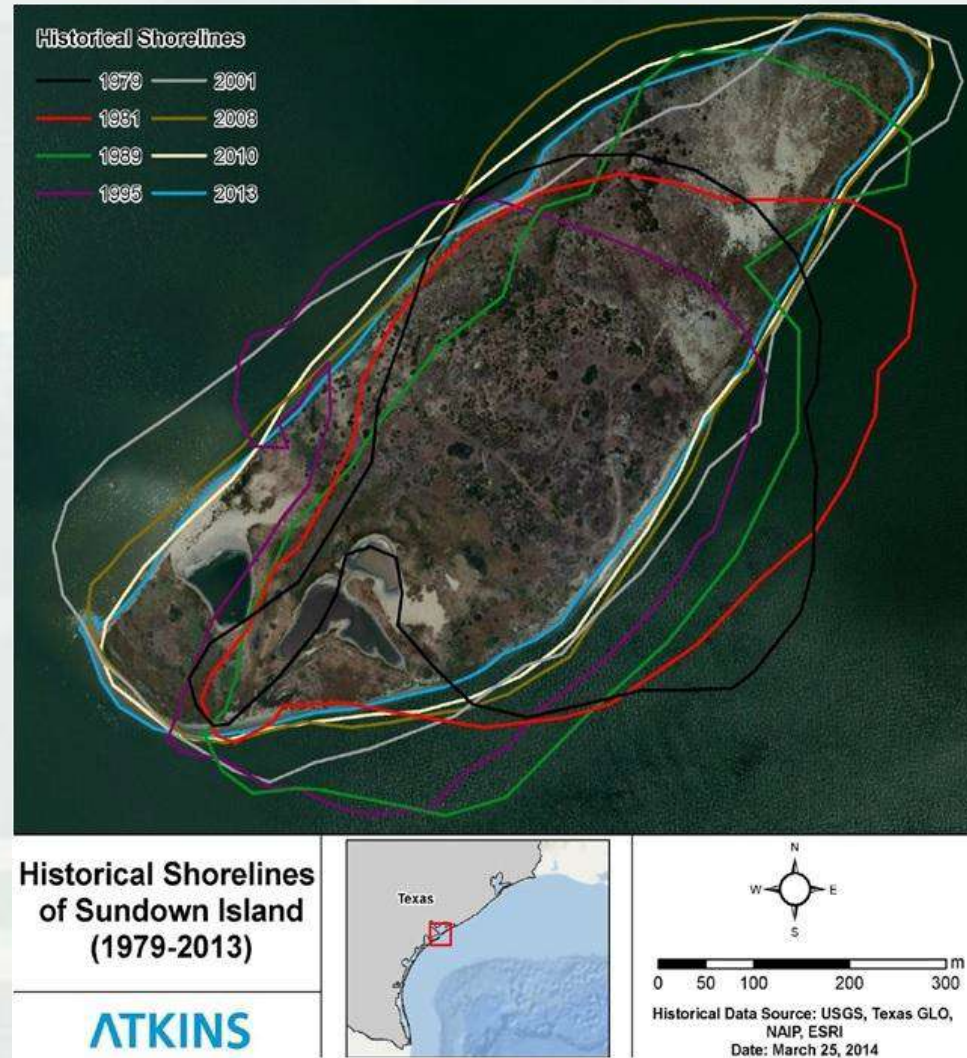 Historical Shorelines
1979 2001
1981 2008
1989 2010
1995 2013
Historical Shorelines
of Sundown Island
(1979-2013)
ATKINS
Texas
N
W E
S
m
0 50 100 200 300
Historical Data Source: USGS, Texas GLO,
NAIP, ESRI
Date: March 25, 2014